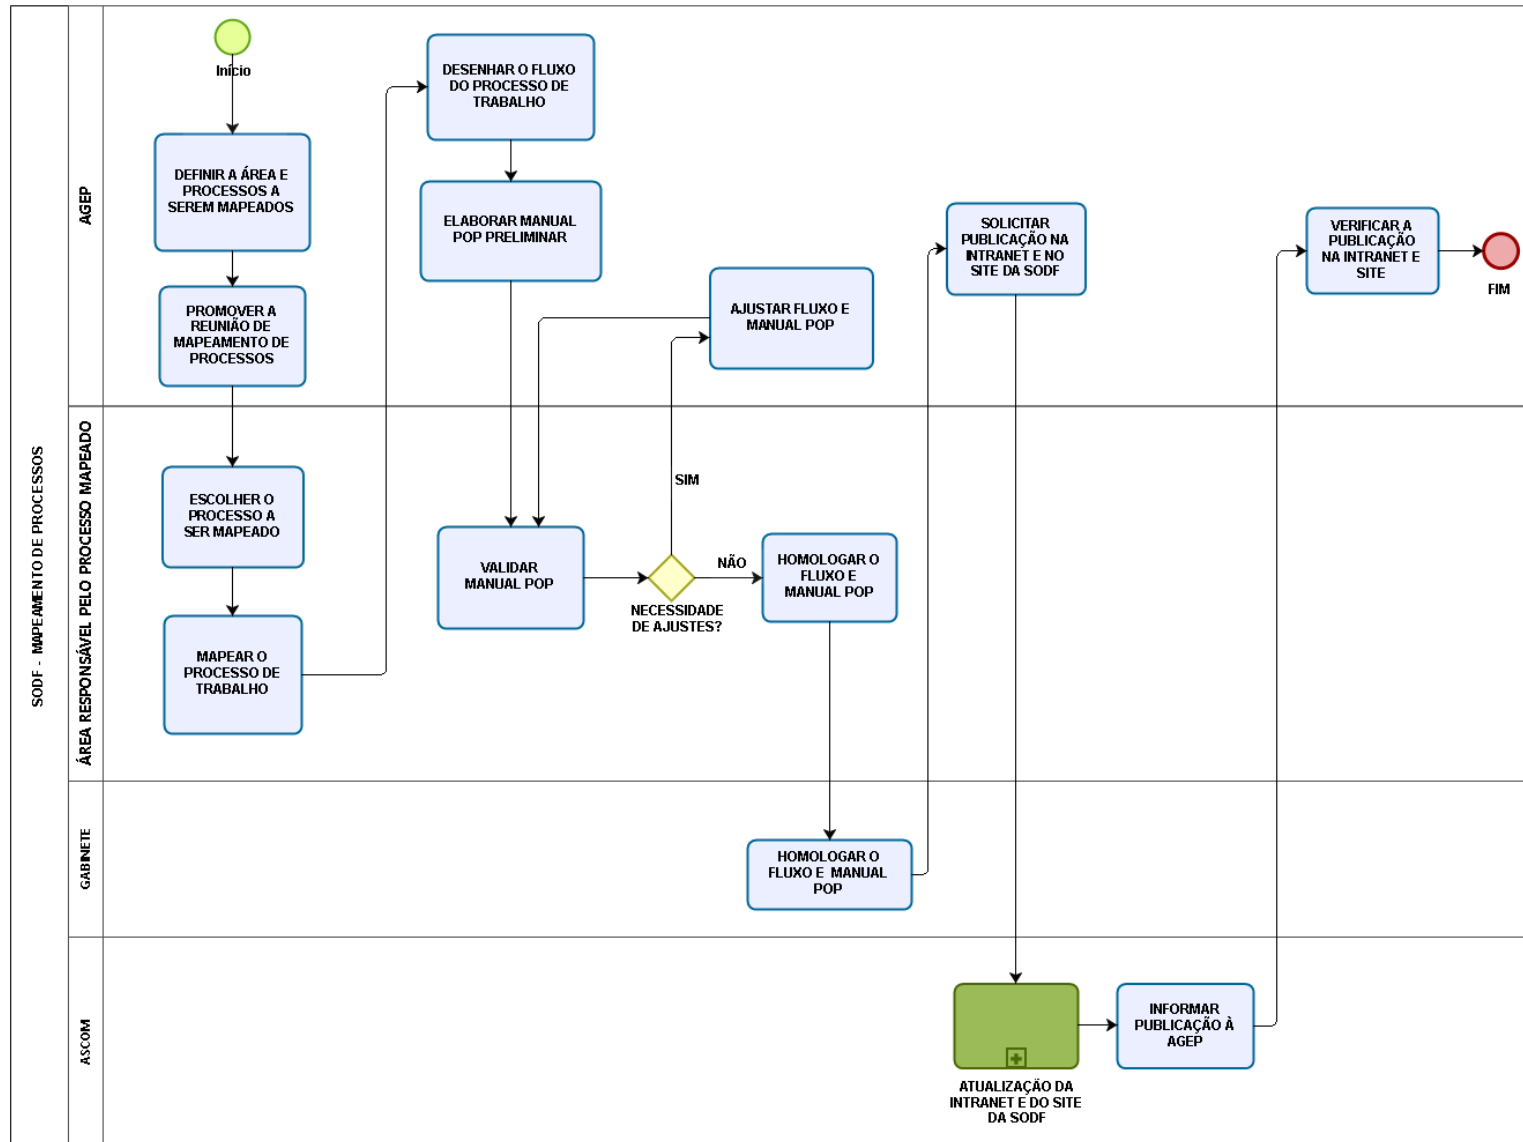 SODF - MAPEAMENTO DE PROCESSOS
AGEP
Início
DEFINIR A ÁREA E
PROCESSOS A
SEREM MAPEADOS
PROMOVER A
REUNIÃO DE
MAPEAMENTO DE
PROCESSOS
DESENHAR O FLUXO
DO PROCESSO DE
TRABALHO
ELABORAR MANUAL
POP PRELIMINAR
AJUSTAR FLUXO E
MANUAL POP
SOLICITAR
PUBLICAÇÃO NA
INTRANET E NO
SITE DA SODF
VERIFICAR A
PUBLICAÇÃO
NA INTRANET E
SITE
FIM
ÁREA RESPONSÁVEL PELO PROCESSO MAPEADO
ESCOLHER O
PROCESSO A
SER MAPEADO
MAPEAR O
PROCESSO DE
TRABALHO
VALIDAR
MANUAL POP
SIM
NÃO
NECESSIDADE
DE AJUSTES?
HOMOLOGAR O
FLUXO E
MANUAL POP
GABINETE
HOMOLOGAR O
FLUXO E MANUAL
POP
ASCOM
ATUALIZAÇÃO DA
INTRANET E DO SITE
DA SODF
INFORMAR
PUBLICAÇÃO À
AGEP